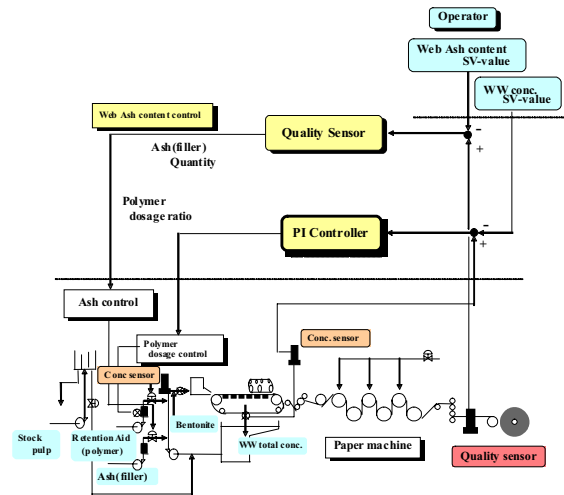 Operator
Web Ash content
SV-value
WW conc.
SV-value
Web Ash content control
Quality Sensor
-
+
Ash(filler)
Quantity
Polymer
dosage ratio
PI Controller
-
+
Ash control
Polymer
dosage control
Conc. sensor
Conc sensor
Stock
pulp
Retention Aid
(polymer)
Bentonite
WW total conc.
Paper machine
Quality sensor
Ash(filler)